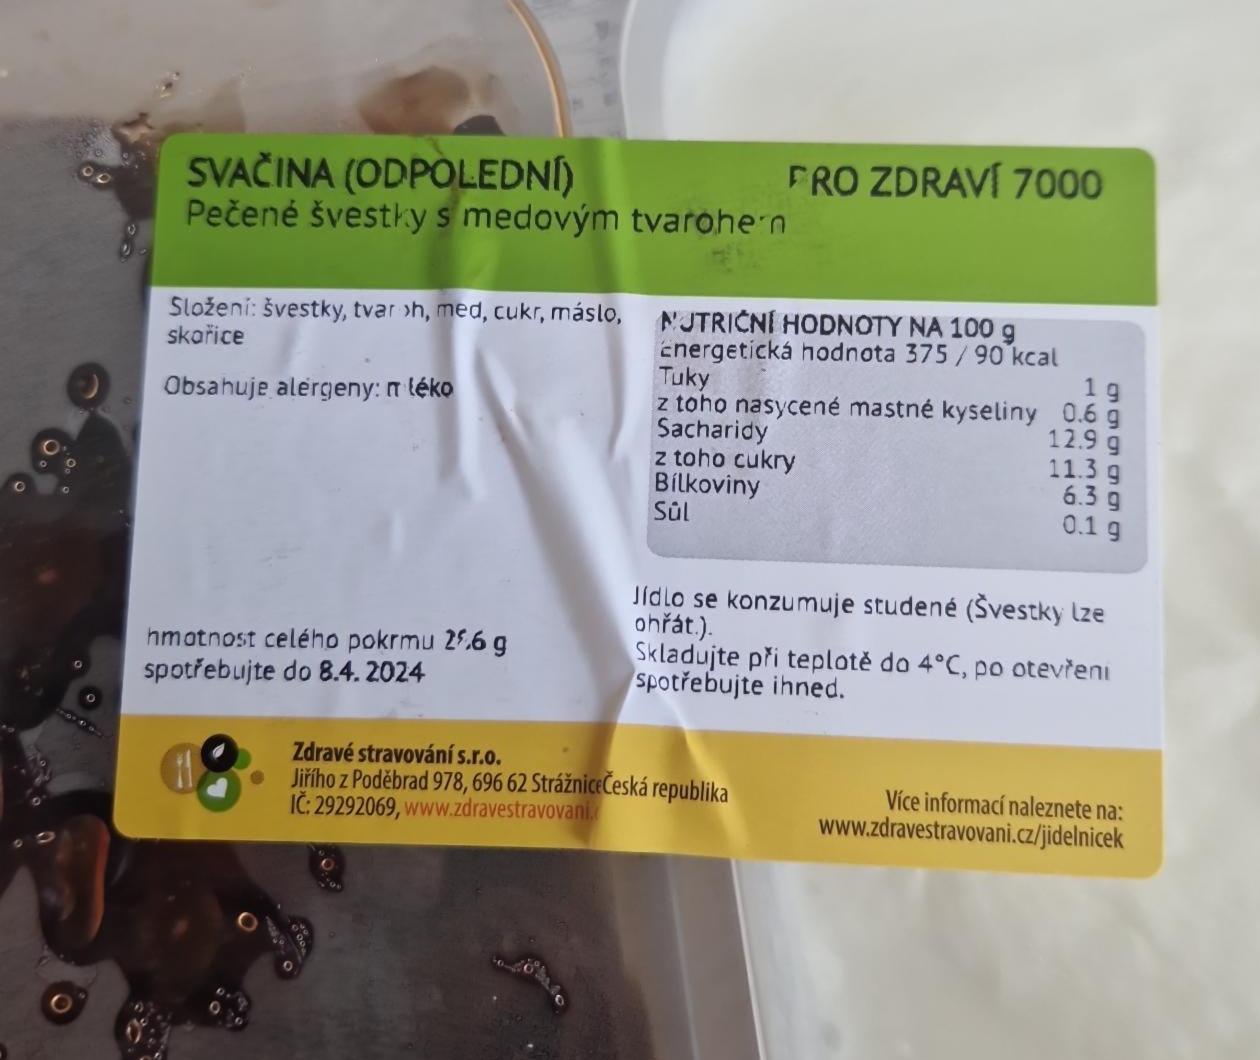 SVAČINA (ODPOLEDNÍ)
PRO ZDRAVÍ 7000
Pečené švestky s medovým tvarohem
Složení: švestky, tvaroh, med, cukr, máslo,
skořice
Obsahuje alergeny: mléko
hmotnost celého pokrmu g
spotřebujte do 8.4. 2024
NUTRIČNÍ HODNOTY NA 100 g
Energetická hodnota 375 / 90 kcal
Tuky 1 g
z toho nasycené mastné kyseliny 0.6 g
Sacharidy 12.9 g
z toho cukry 11.3 g
Bílkoviny 6.3 g
Sůl 0.1 g
Jídlo se konzumuje studené (Švestky lze
ohřát.).
Skladujte při teplotě do 4°C, po otevření
spotřebujte ihned.
Zdravé stravování s.r.o.
Jiřího z Poděbrad 978, 696 62 Strážnice Česká republika
IČ: 29292069, www.zdravestravovani.c
Více informací naleznete na:
www.zdravestravovani.cz/jidelnicek